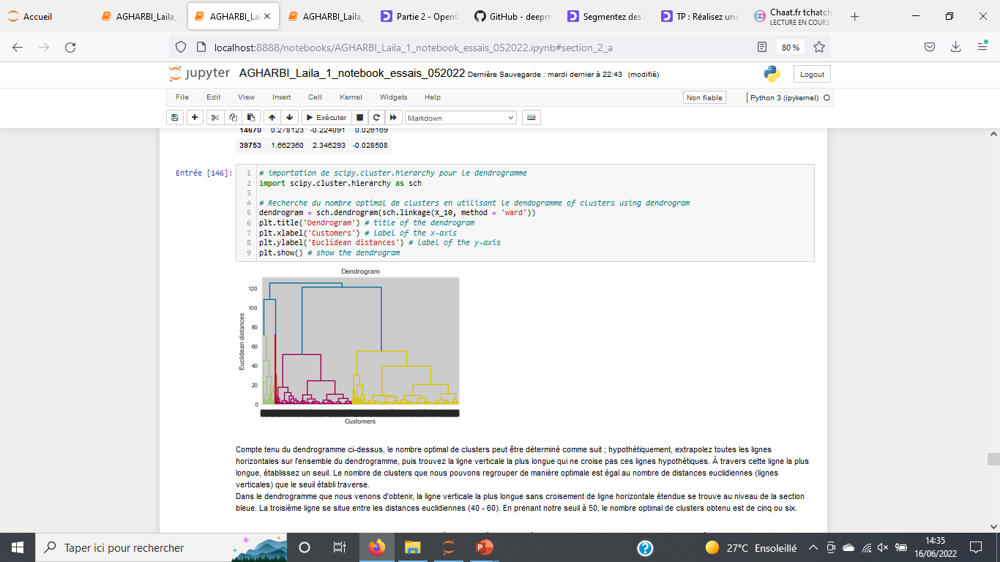 Accueil
AGHARBI_Laila_
AGHARBI_Lai
AGHARBI_Laila_
Partie 2 - OpenC
GitHub - deepm
Segmentez des
TP : Réalisez une
Chaat.fr tchatch
LECTURE EN COURS
localhost:8888/notebooks/AGHARBI_Laila_1_notebook_essais_052022.ipynb#section_2_a
80 %
jupyter AGHARBI_Laila_1_notebook_essais_052022 Dernière Sauvegarde : mardi dernier à 22:43 (modifié)
Logout
File Edit View Insert Cell Kernel Widgets Help
Non fiable
Python 3 (ipykernel)
Exécuter
Markdown
14670 0.278123 -0.224091 0.026169
39753 1.662360 2.346293 -0.028508
Entrée [146]:
1 # importation de scipy.cluster.hierarchy pour le dendrogramme
2 import scipy.cluster.hierarchy as sch
3
4 # Recherche du nombre optimal de clusters en utilisant le dendogramme of clusters using dendrogram
5 dendrogram = sch.dendrogram(sch.linkage(X_10, method = 'ward'))
6 plt.title('Dendrogram') # title of the dendrogram
7 plt.xlabel('Customers') # label of the x-axis
8 plt.ylabel('Euclidean distances') # label of the y-axis
9 plt.show() # show the dendrogram
Dendrogram
Euclidean distances
120
100
80
60
40
20
0
Customers
Compte tenu du dendrogramme ci-dessus, le nombre optimal de clusters peut être déterminé comme suit ; hypothétiquement, extrapolez toutes les lignes
horizontales sur l'ensemble du dendrogramme, puis trouvez la ligne verticale la plus longue qui ne croise pas ces lignes hypothétiques. À travers cette ligne la plus
longue, établissez un seuil. Le nombre de clusters que nous pouvons regrouper de manière optimale est égal au nombre de distances euclidiennes (lignes
verticales) que le seuil établi traverse.
Dans le dendrogramme que nous venons d'obtenir, la ligne verticale la plus longue sans croisement de ligne horizontale étendue se trouve au niveau de la section
bleue. La troisième ligne se situe entre les distances euclidiennes (40 - 60). En prenant notre seuil à 50, le nombre optimal de clusters obtenu est de cinq ou six.
Taper ici pour rechercher
27°C Ensoleillé
14:35
16/06/2022